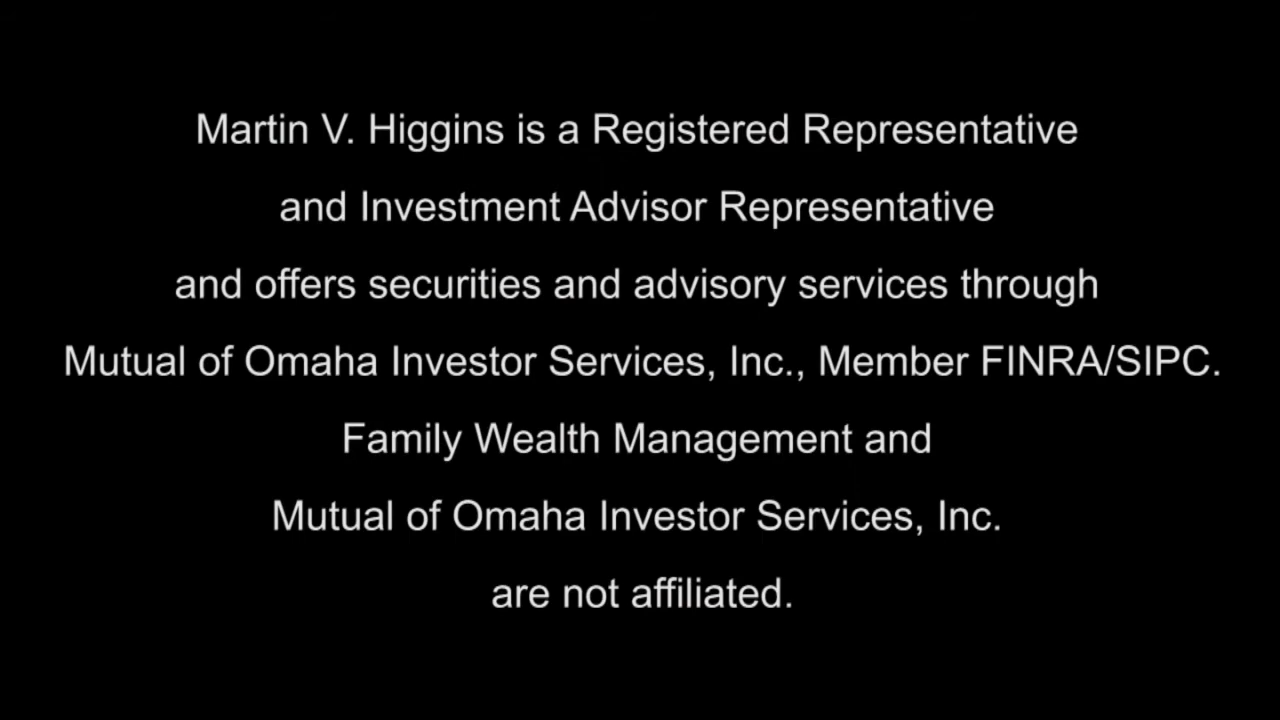 Martin V. Higgins is a Registered Representative
and Investment Advisor Representative
and offers securities and advisory services through
Mutual of Omaha Investor Services, Inc., Member FINRA/SIPC.
Family Wealth Management and
Mutual of Omaha Investor Services, Inc.
are not affiliated.